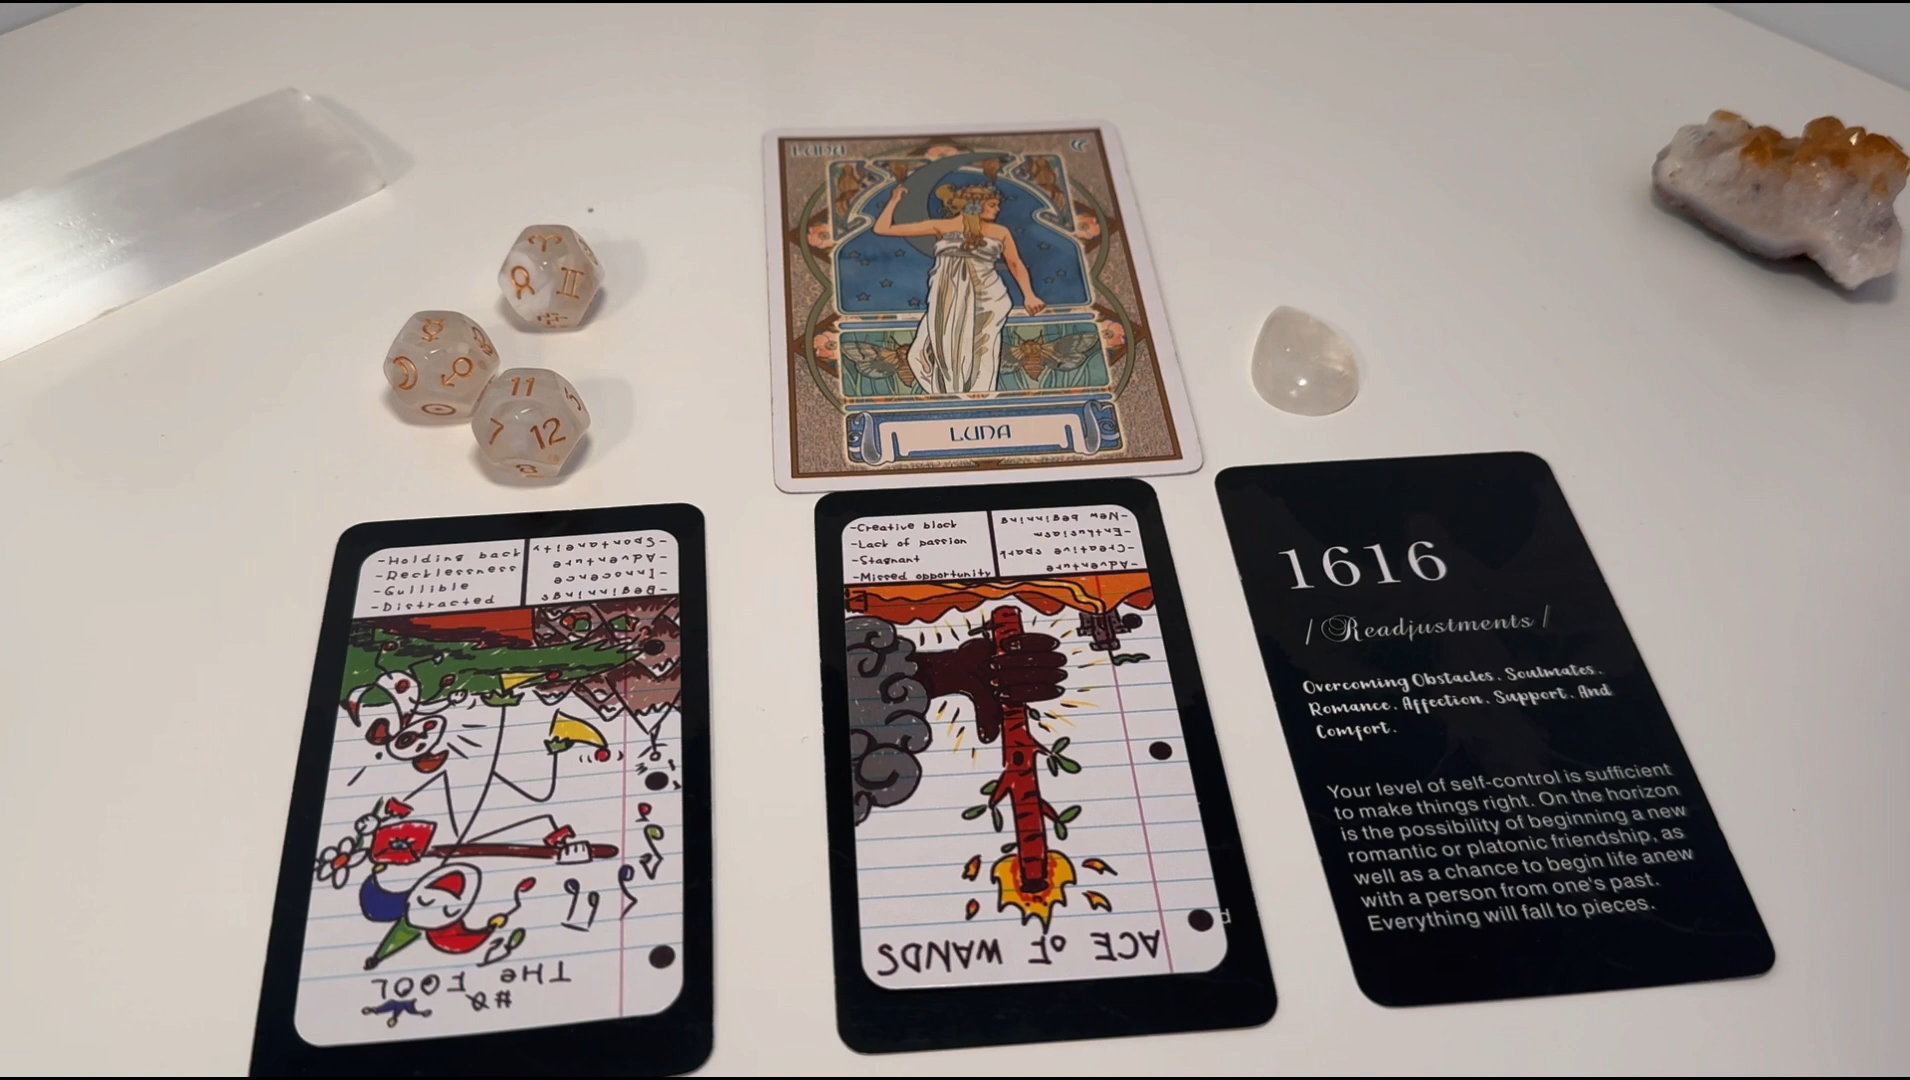 LUNA
LUNA
11
7 12
8
-Holding back
-Recklessness
-Gullible
-Distracted
-Beginnings
-Innocence
-Adventure
-Spontaneity
#0
THE FOOL
-Creative block
-Lack of passion
-Stagnant
-Missed opportunity
-Adventure
-Creative spark
-Enthusiasm
-New beginning
ACE OF WANDS
1616
/ Readjustments /
Overcoming Obstacles. Soulmates.
Romance. Affection. Support. And
Comfort.
Your level of self-control is sufficient
to make things right. On the horizon
is the possibility of beginning a new
romantic or platonic friendship, as
well as a chance to begin life anew
with a person from one's past.
Everything will fall to pieces.